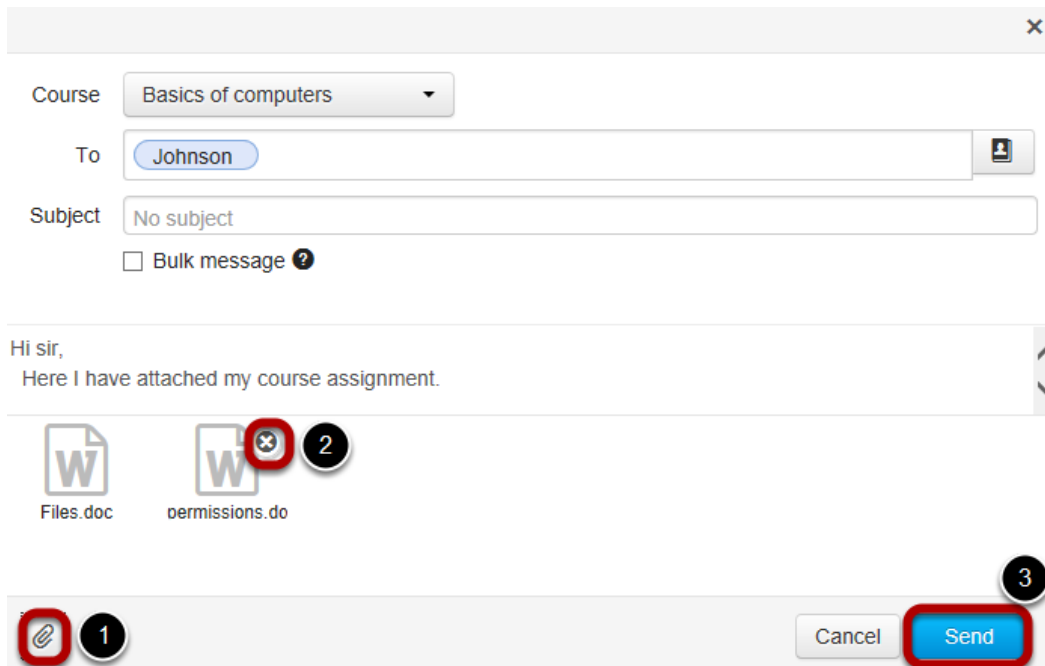 Course Basics of computers
To Johnson
Subject No subject
Bulk message ?
Hi sir,
Here I have attached my course assignment.
W W 2
Files.doc permissions.do
3
1 Cancel Send